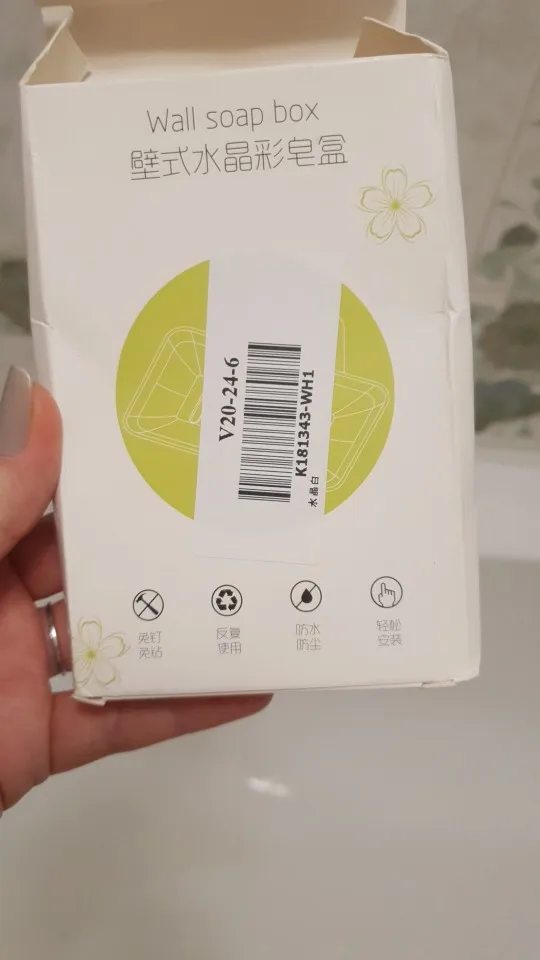 Wall soap box
壁式水晶彩皂盒
V20-24-6
K181343-WH1
水晶白
免钉
免钻
反复
使用
防水
防尘
轻松
安装